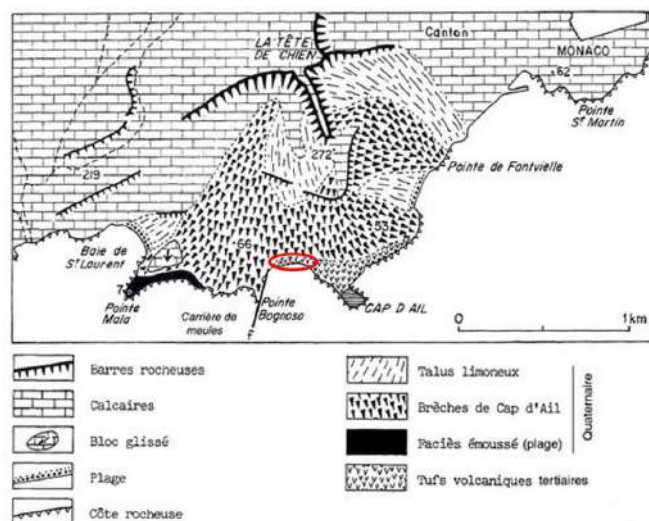 LA TÊTE
DE CHIEN
Canton
MONACO
62
Pointe
St Martin
272
Pointe de Fontvielle
219
53
66
Baie de
St Laurent
7
Pointe
Mala
Carrière de
meules
Pointe
Bognoso
F
CAP D AIL
0 1km
Barres rocheuses
Calcaires
Bloc glissé
Plage
Côte rocheuse
Talus limoneux
Brèches de Cap d'Ail
Faciès émoussé (plage)
Tufs volcaniques tertiaires
Quaternaire